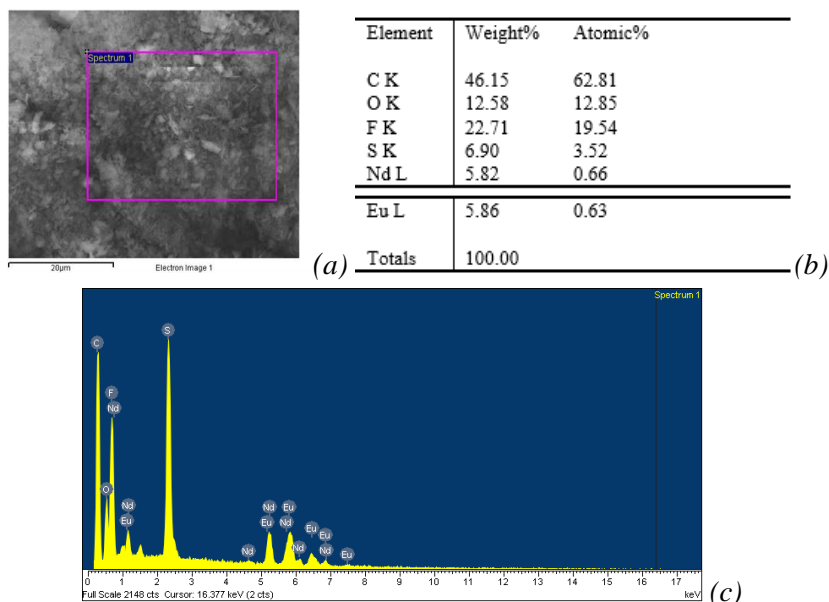 Spectrum 1
20µm
Electron Image 1
(a)
Element Weight% Atomic%
C K 46.15 62.81
O K 12.58 12.85
F K 22.71 19.54
S K 6.90 3.52
Nd L 5.82 0.66
Eu L 5.86 0.63
Totals 100.00
(b)
Spectrum 1
C
S
F
Nd
O
Nd
Eu
Nd
Nd
Eu
Eu
Nd
Nd
Eu
Eu
Nd
Eu
0 1 2 3 4 5 6 7 8 9 10 11 12 13 14 15 16 17
Full Scale 2148 cts Cursor: 16.377 keV (2 cts) keV
(c)